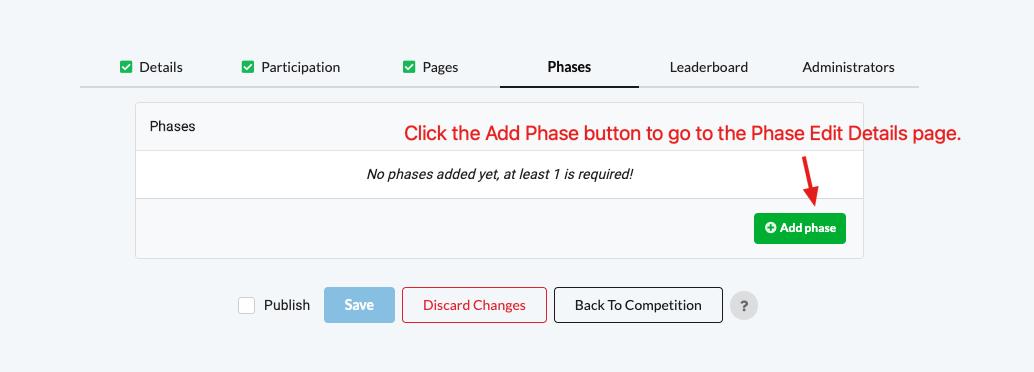 Details Participation Pages Phases Leaderboard Administrators
Phases
Click the Add Phase button to go to the Phase Edit Details page.
No phases added yet, at least 1 is required!
Add phase
Publish Save Discard Changes Back To Competition ?